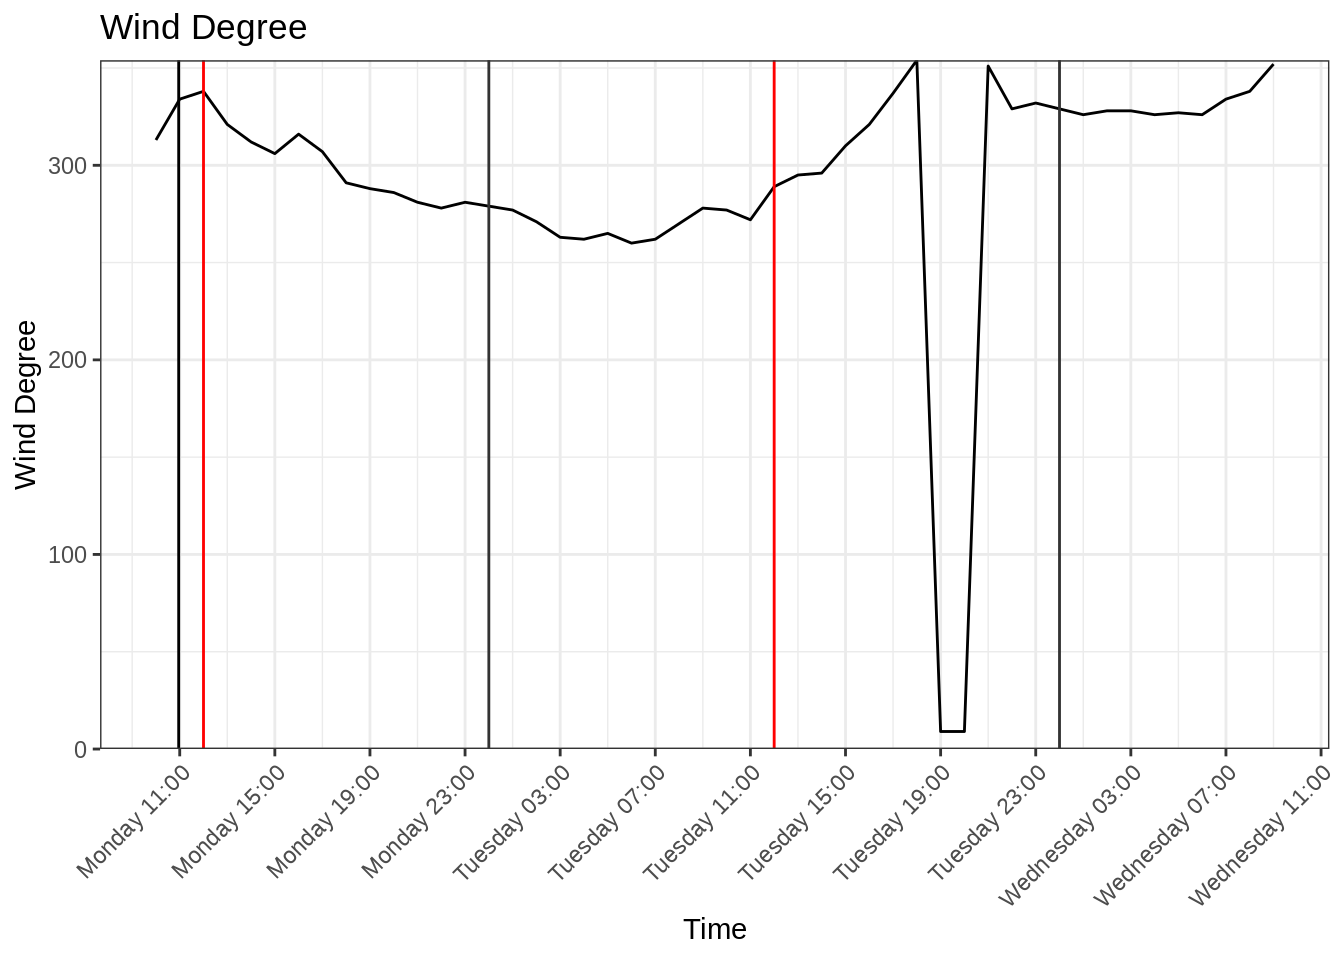 Wind Degree
Wind Degree
300
200
100
0
Monday 11:00
Monday 15:00
Monday 19:00
Monday 23:00
Tuesday 03:00
Tuesday 07:00
Tuesday 11:00
Tuesday 15:00
Tuesday 19:00
Tuesday 23:00
Wednesday 03:00
Wednesday 07:00
Wednesday 11:00
Time